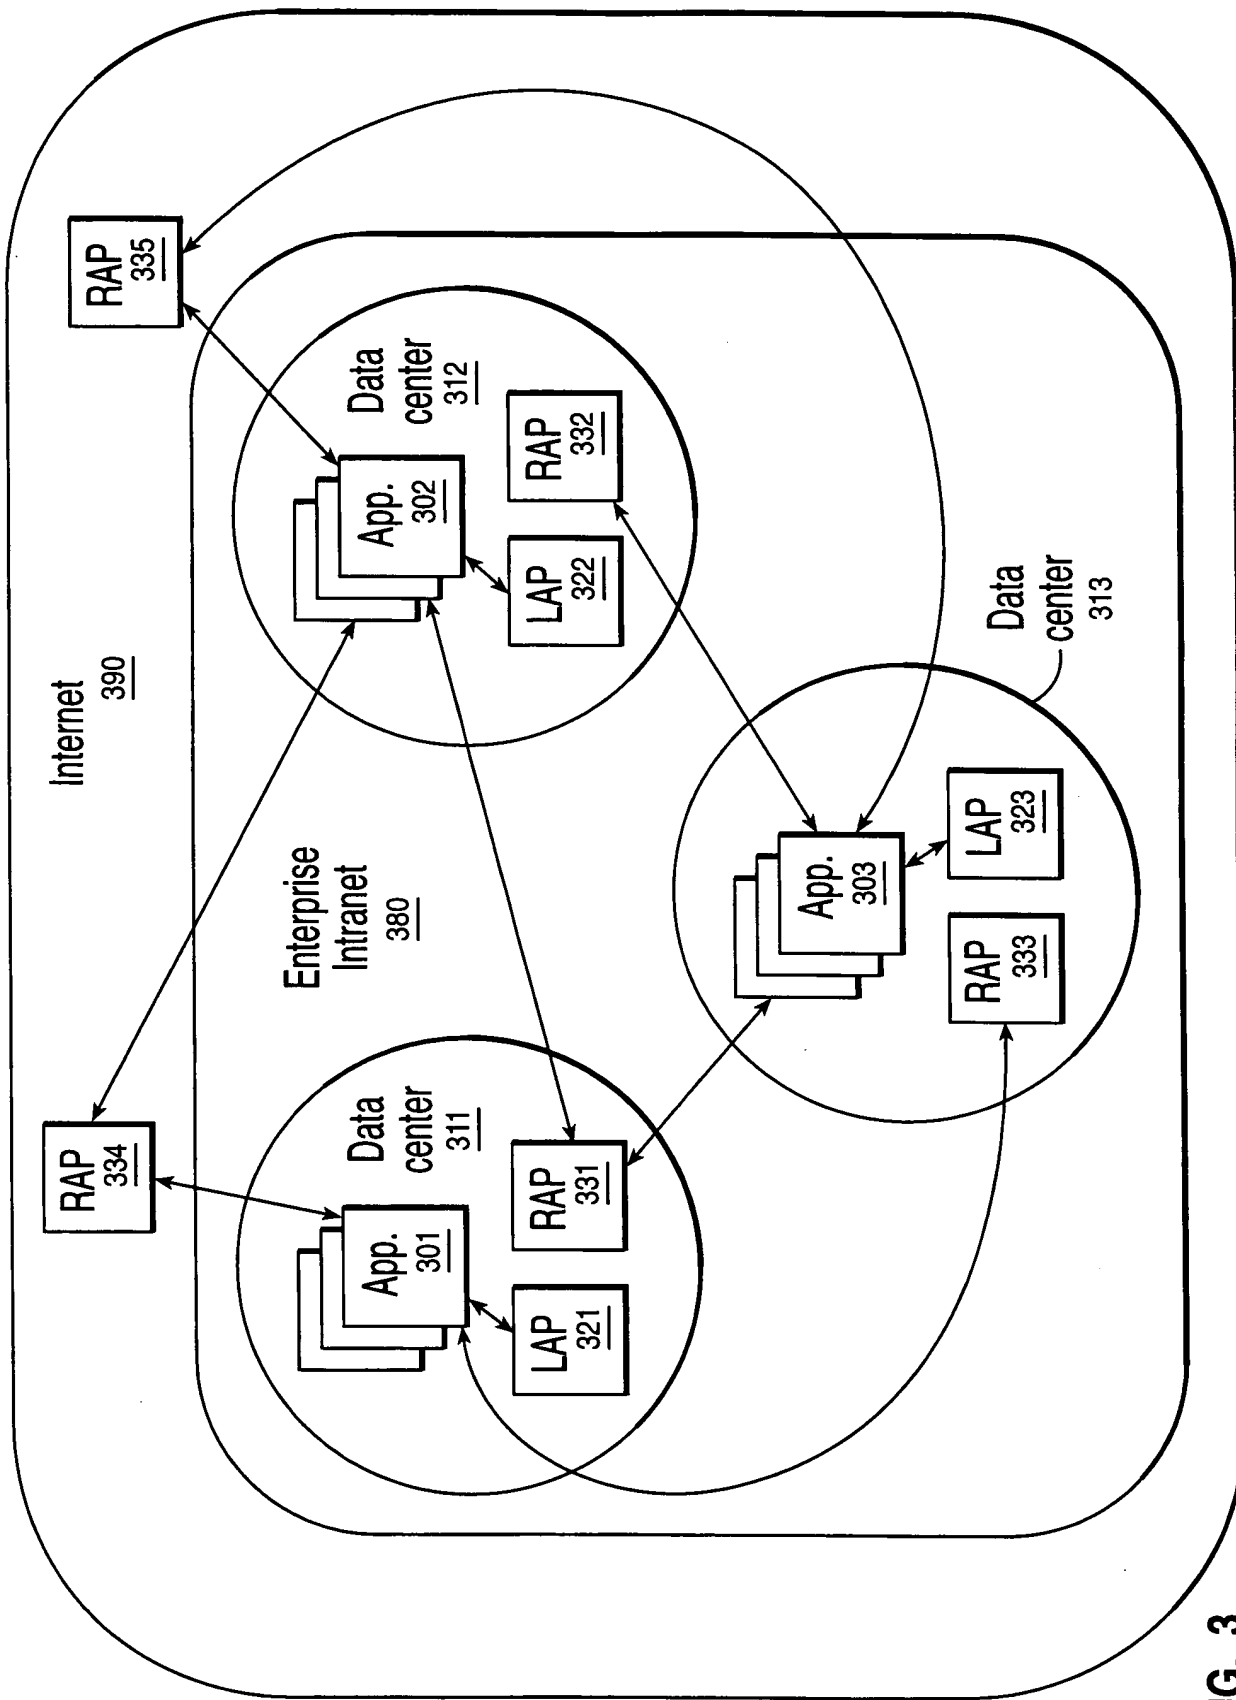 Internet
390
RAP
334
RAP
335
Enterprise
Intranet
380
Data
center
311
App.
301
LAP
321
RAP
331
Data
center
312
App.
302
LAP
322
RAP
332
Data
center
313
App.
303
RAP
333
LAP
323
G. 3